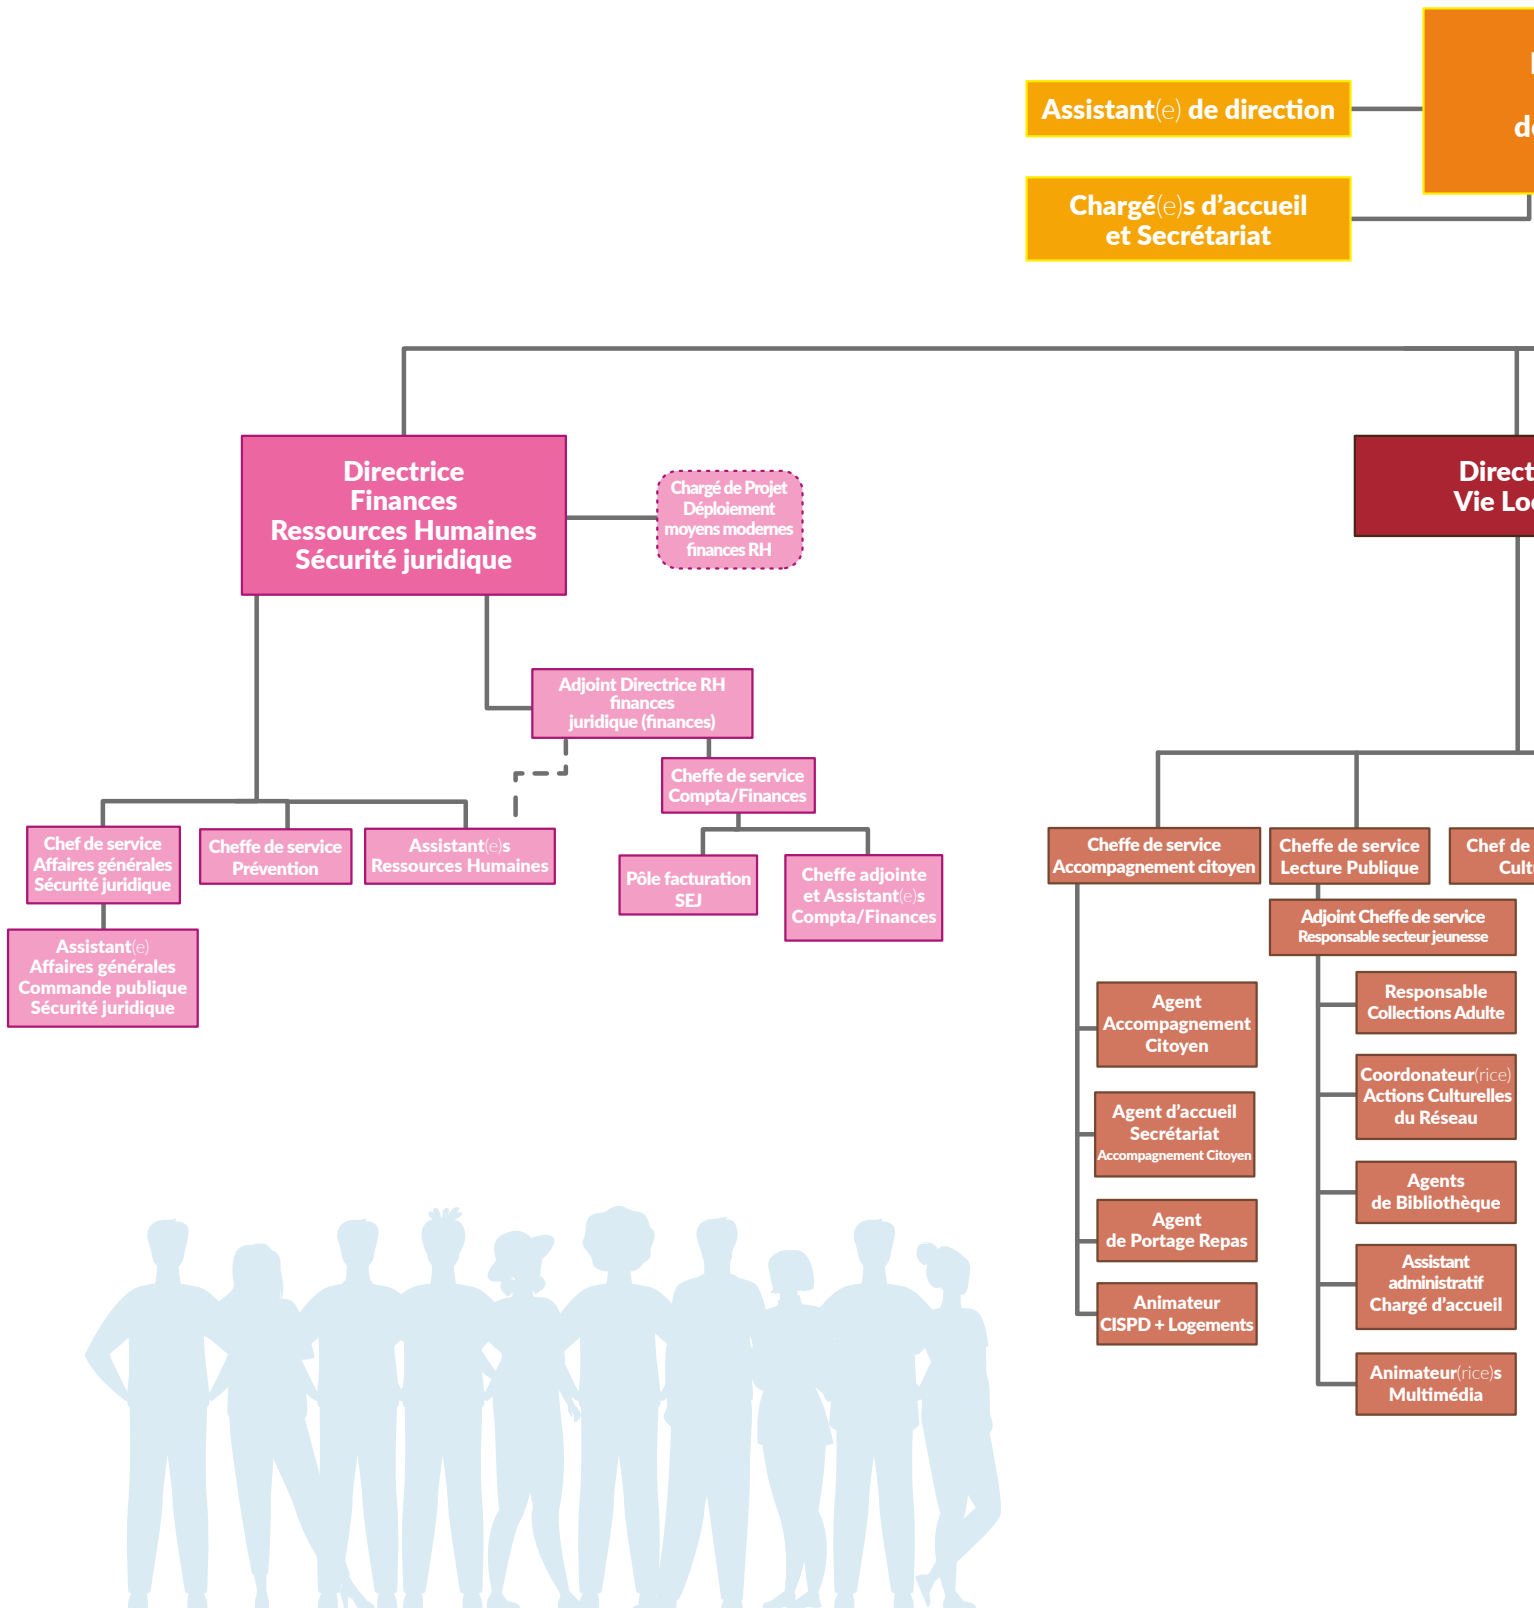 Assistant(e) de direction
Chargé(e)s d’accueil
et Secrétariat
Directrice
Finances
Ressources Humaines
Sécurité juridique
Chargé de Projet
Déploiement
moyens modernes
finances RH
Adjoint Directrice RH
finances
juridique (finances)
Cheffe de service
Compta/Finances
Chef de service
Affaires générales
Sécurité juridique
Cheffe de service
Prévention
Assistant(e)s
Ressources Humaines
Pôle facturation
SEJ
Cheffe adjointe
et Assistant(e)s
Compta/Finances
Assistant(e)
Affaires générales
Commande publique
Sécurité juridique
Vie
Cheffe de service
Accompagnement citoyen
Cheffe de service
Lecture Publique
Chef de
Adjoint Cheffe de service
Responsable secteur jeunesse
Agent
Accompagnement
Citoyen
Agent d’accueil
Secrétariat
Accompagnement Citoyen
Agent
de Portage Repas
Animateur
CISPD + Logements
Responsable
Collections Adulte
Coordonateur(rice)
Actions Culturelles
du Réseau
Agents
de Bibliothèque
Assistant
administratif
Chargé d’accueil
Animateur(rice)s
Multimédia